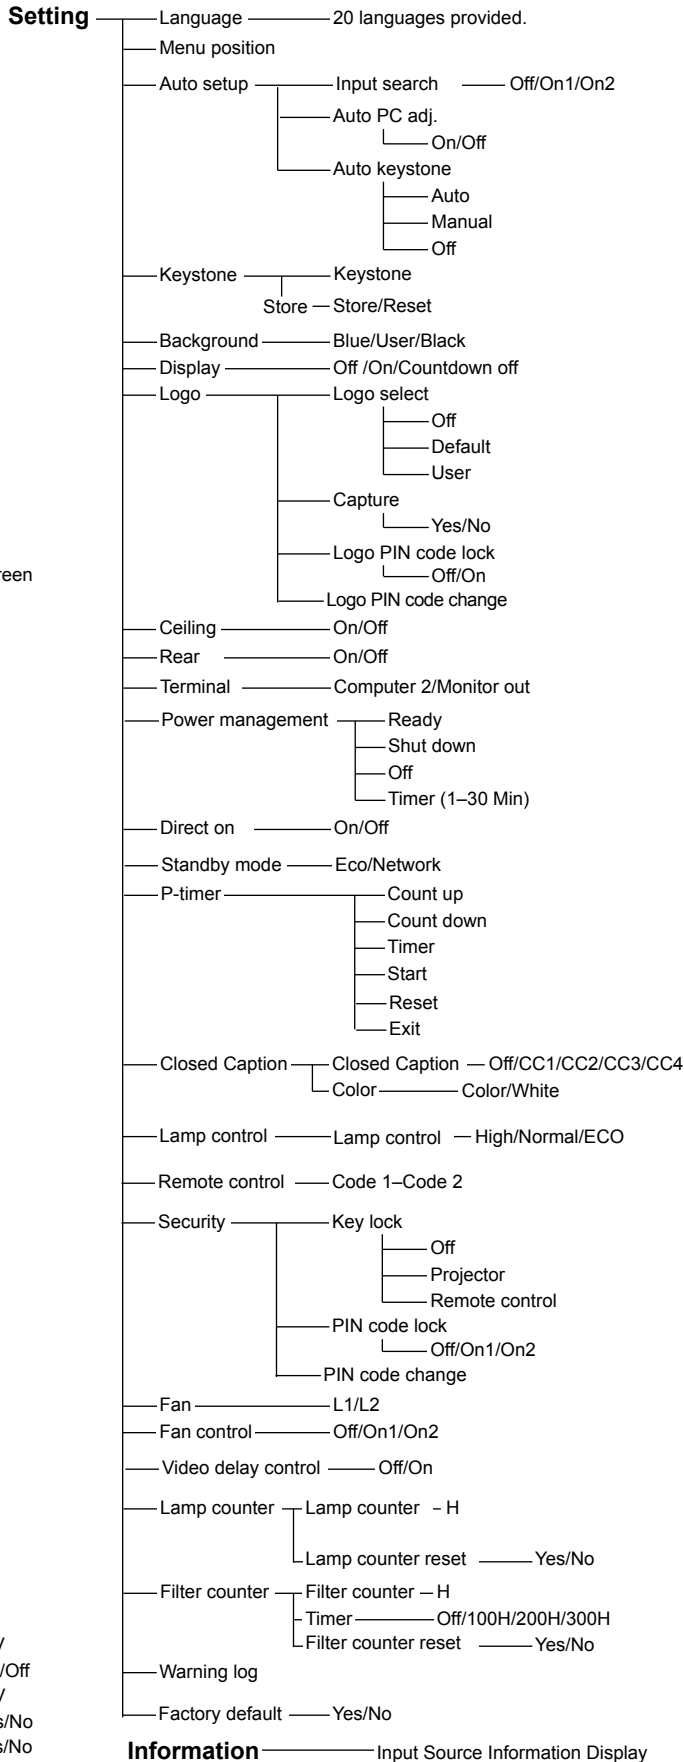 Setting Language 20 languages provided.
Menu position
Auto setup Input search Off/On1/On2
Auto PC adj.
On/Off
Auto keystone
Auto
Manual
Off
Keystone Keystone
Store Store/Reset
Background Blue/User/Black
Display Off /On/Countdown off
Logo Logo select
Off
Default
User
Capture
Yes/No
Logo PIN code lock
Off/On
Logo PIN code change
Ceiling On/Off
Rear On/Off
Terminal Computer 2/Monitor out
Power management Ready
Shut down
Off
Timer (1–30 Min)
Direct on On/Off
Standby mode Eco/Network
P-timer Count up
Count down
Timer
Start
Reset
Exit
Closed Caption Closed Caption Off/CC1/CC2/CC3/CC4
Color Color/White
Lamp control Lamp control High/Normal/ECO
Remote control Code 1–Code 2
Security Key lock
Off
Projector
Remote control
PIN code lock
Off/On1/On2
PIN code change
Fan L1/L2
Fan control Off/On1/On2
Video delay control Off/On
Lamp counter Lamp counter H
Lamp counter reset Yes/No
Filter counter Filter counter H
Timer Off/100H/200H/300H
Filter counter reset Yes/No
/Off
Warning log
s/No
Factory default Yes/No
s/No
Information Input Source Information Display